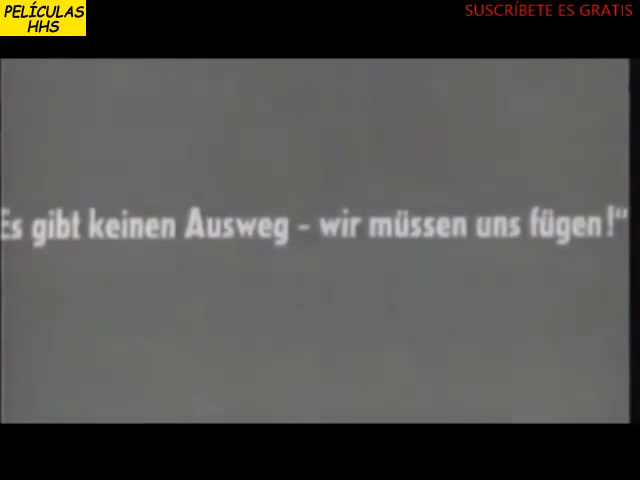 PELÍCULAS
HHS
SUSCRÍBETE ES GRATIS
Es gibt keinen Ausweg - wir müssen uns fügen!“